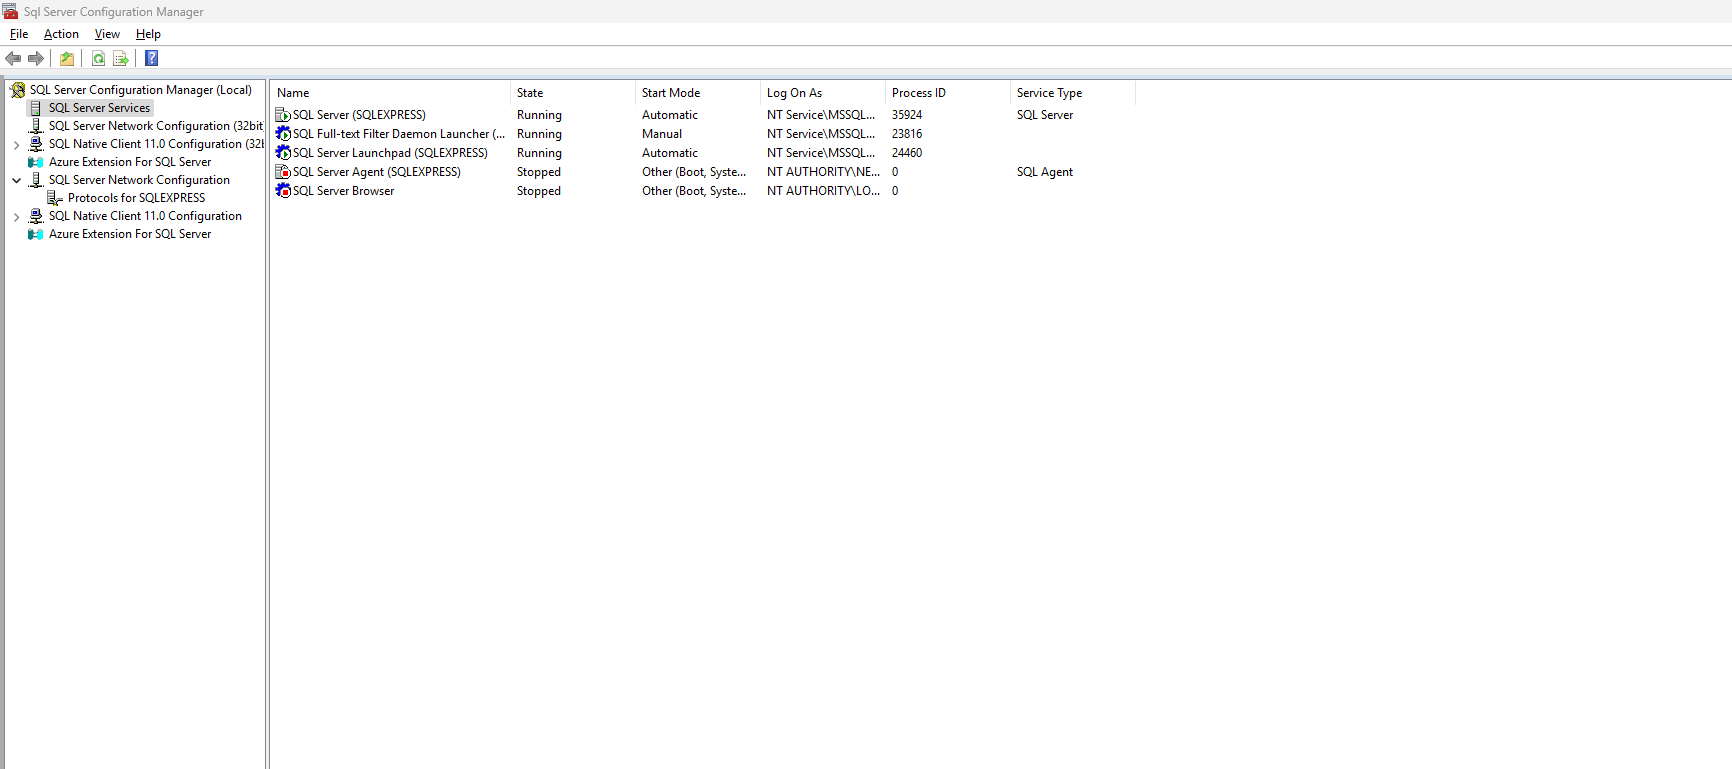 Sql Server Configuration Manager
File Action View Help
SQL Server Configuration Manager (Local)
SQL Server Services
SQL Server Network Configuration (32bit
SQL Native Client 11.0 Configuration (32
Azure Extension For SQL Server
SQL Server Network Configuration
Protocols for SQLEXPRESS
SQL Native Client 11.0 Configuration
Azure Extension For SQL Server
Name State Start Mode Log On As Process ID Service Type
SQL Server (SQLEXPRESS) Running Automatic NT Service\MSSQL... 35924 SQL Server
SQL Full-text Filter Daemon Launcher (... Running Manual NT Service\MSSQL... 23816
SQL Server Launchpad (SQLEXPRESS) Running Automatic NT Service\MSSQL... 24460
SQL Server Agent (SQLEXPRESS) Stopped Other (Boot, Syste... NT AUTHORITY\NE... 0 SQL Agent
SQL Server Browser Stopped Other (Boot, Syste... NT AUTHORITY\LO... 0